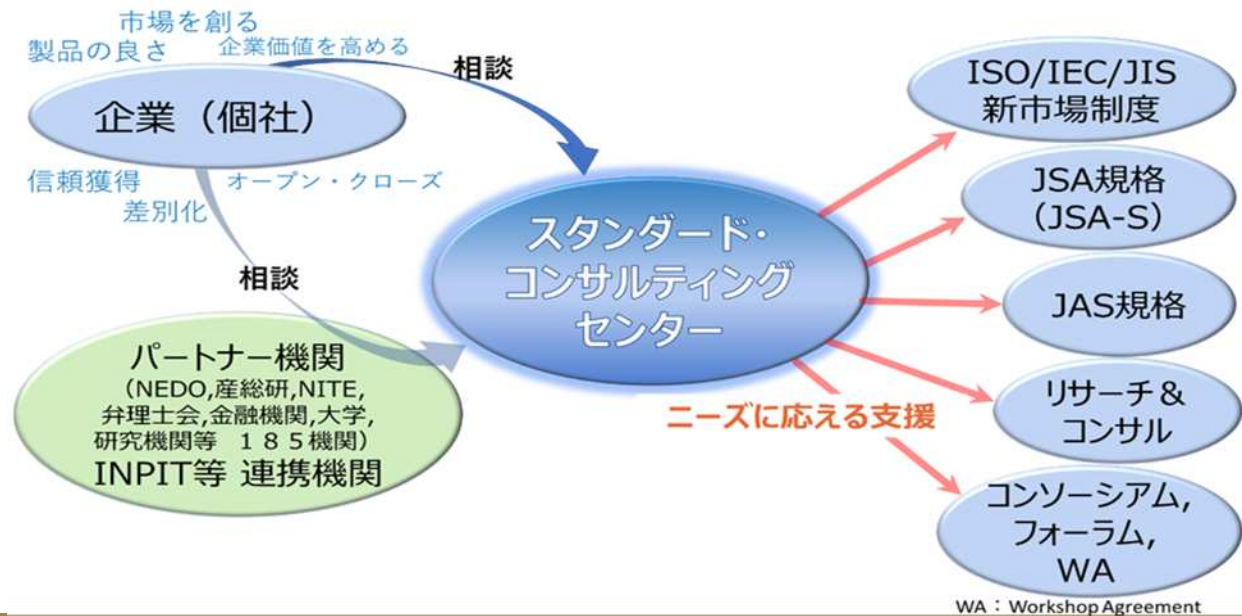 市場を創る
製品の良さ
企業価値を高める
相談
企業（個社）
信頼獲得
オープン・クローズ
差別化
相談
パートナー機関
（NEDO,産総研,NITE,
弁理士会,金融機関,大学,
研究機関等　１８５機関）
INPIT等 連携機関
スタンダード・
コンサルティング
センター
ニーズに応える支援
ISO/IEC/JIS
新市場制度
JSA規格
（JSA-S）
JAS規格
リサーチ＆
コンサル
コンソーシアム,
フォーラム,
WA
WA：Workshop Agreement